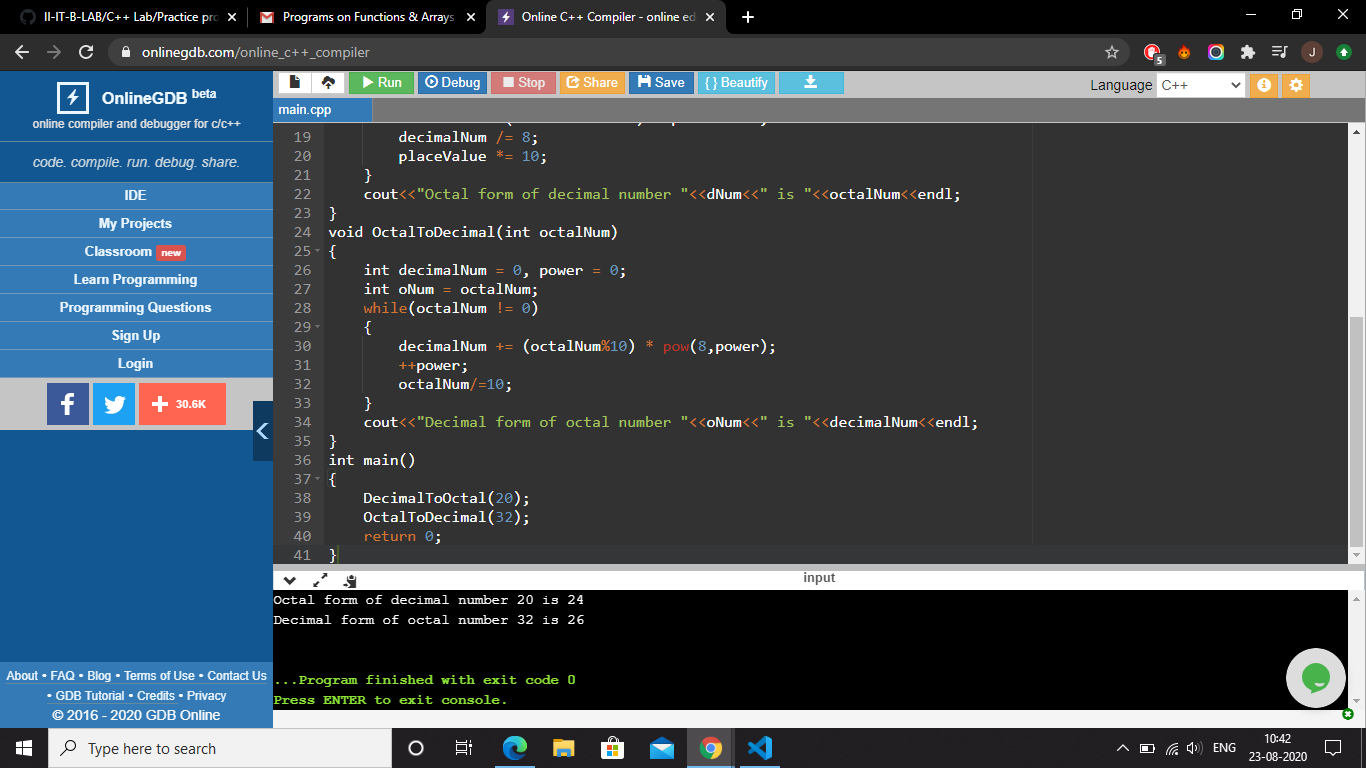 II-IT-B-LAB/C++ Lab/Practice pro
Programs on Functions & Arrays
Online C++ Compiler - online ed
onlinegdb.com/online_c++_compiler
5
J
OnlineGDB beta
online compiler and debugger for c/c++
code. compile. run. debug. share.
IDE
My Projects
Classroom new
Learn Programming
Programming Questions
Sign Up
Login
30.6K
About • FAQ • Blog • Terms of Use • Contact Us
• GDB Tutorial • Credits • Privacy
© 2016 - 2020 GDB Online
Run Debug Stop Share Save { } Beautify
Language C++
main.cpp
19 decimalNum /= 8;
20 placeValue *= 10;
21 }
22 cout<<"Octal form of decimal number "<<dNum<<" is "<<octalNum<<endl;
23 }
24 void OctalToDecimal(int octalNum)
25 {
26 int decimalNum = 0, power = 0;
27 int oNum = octalNum;
28 while(octalNum != 0)
29 {
30 decimalNum += (octalNum%10) * pow(8,power);
31 ++power;
32 octalNum/=10;
33 }
34 cout<<"Decimal form of octal number "<<oNum<<" is "<<decimalNum<<endl;
35 }
36 int main()
37 {
38 DecimalToOctal(20);
39 OctalToDecimal(32);
40 return 0;
41 }
input
Octal form of decimal number 20 is 24
Decimal form of octal number 32 is 26
...Program finished with exit code 0
Press ENTER to exit console.
Type here to search
ENG
10:42
23-08-2020